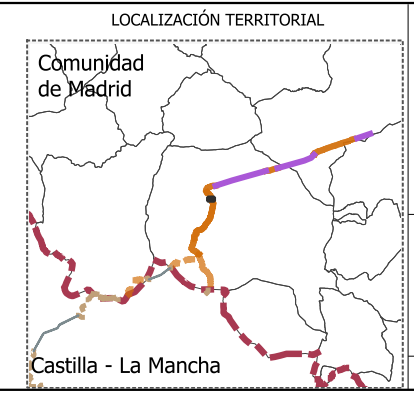 LOCALIZACIÓN TERRITORIAL
Comunidad
de Madrid
Castilla - La Mancha